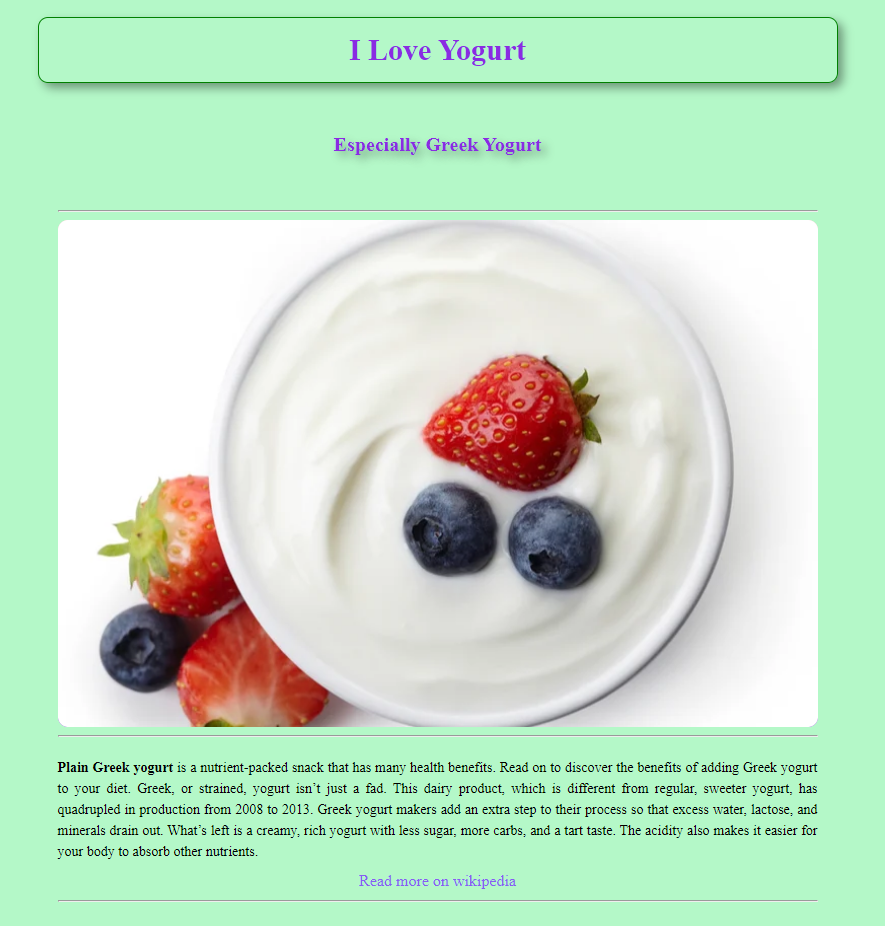 I Love Yogurt
Especially Greek Yogurt
Plain Greek yogurt is a nutrient-packed snack that has many health benefits. Read on to discover the benefits of adding Greek yogurt
to your diet. Greek, or strained, yogurt isn’t just a fad. This dairy product, which is different from regular, sweeter yogurt, has
quadrupled in production from 2008 to 2013. Greek yogurt makers add an extra step to their process so that excess water, lactose, and
minerals drain out. What’s left is a creamy, rich yogurt with less sugar, more carbs, and a tart taste. The acidity also makes it easier for
your body to absorb other nutrients.
Read more on wikipedia